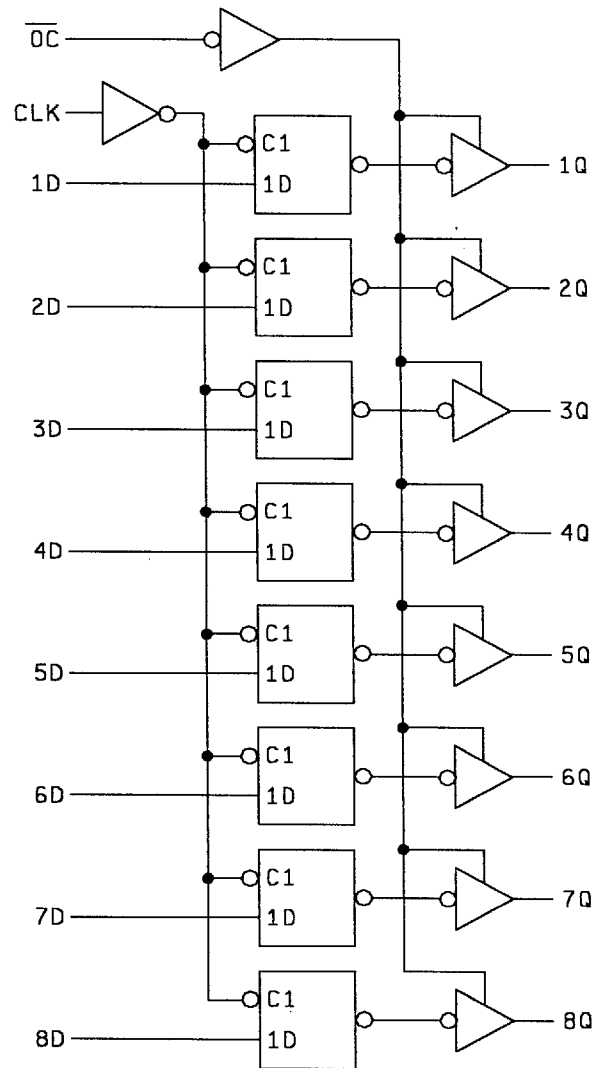 O̅C̅
CLK
C1
1D 1D 1Q
C1
2D 1D 2Q
C1
3D 1D 3Q
C1
4D 1D 4Q
C1
5D 1D 5Q
C1
6D 1D 6Q
C1
7D 1D 7Q
C1
8D 1D 8Q